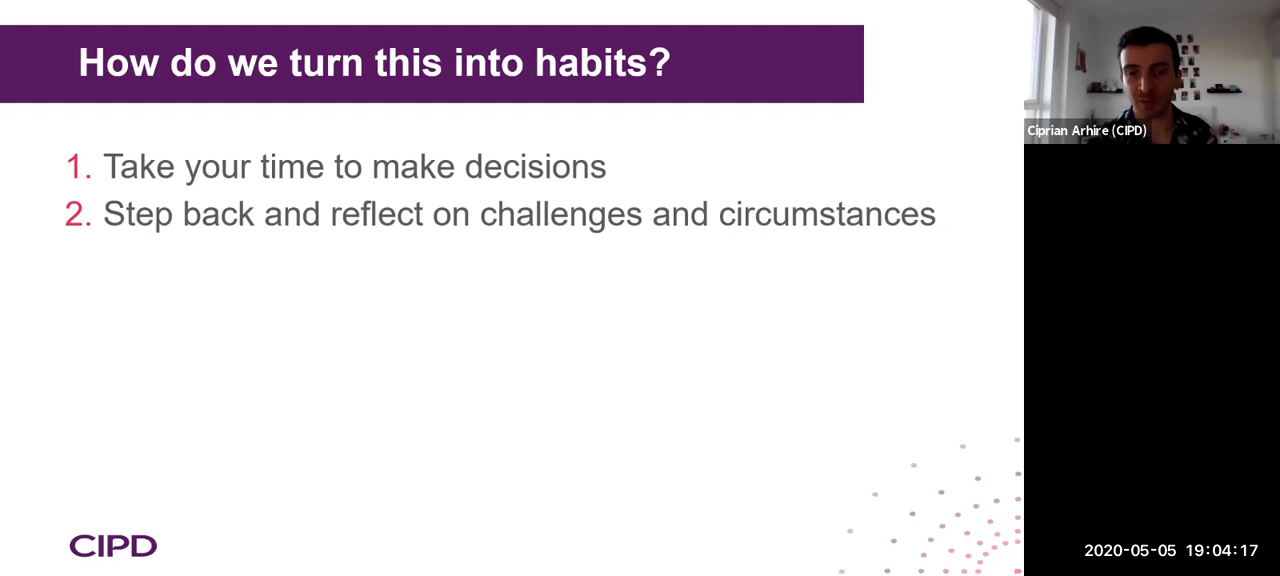 How do we turn this into habits?
1. Take your time to make decisions
2. Step back and reflect on challenges and circumstances
CIPD
Ciprian Arhire (CIPD)
2020-05-05 19:04:17